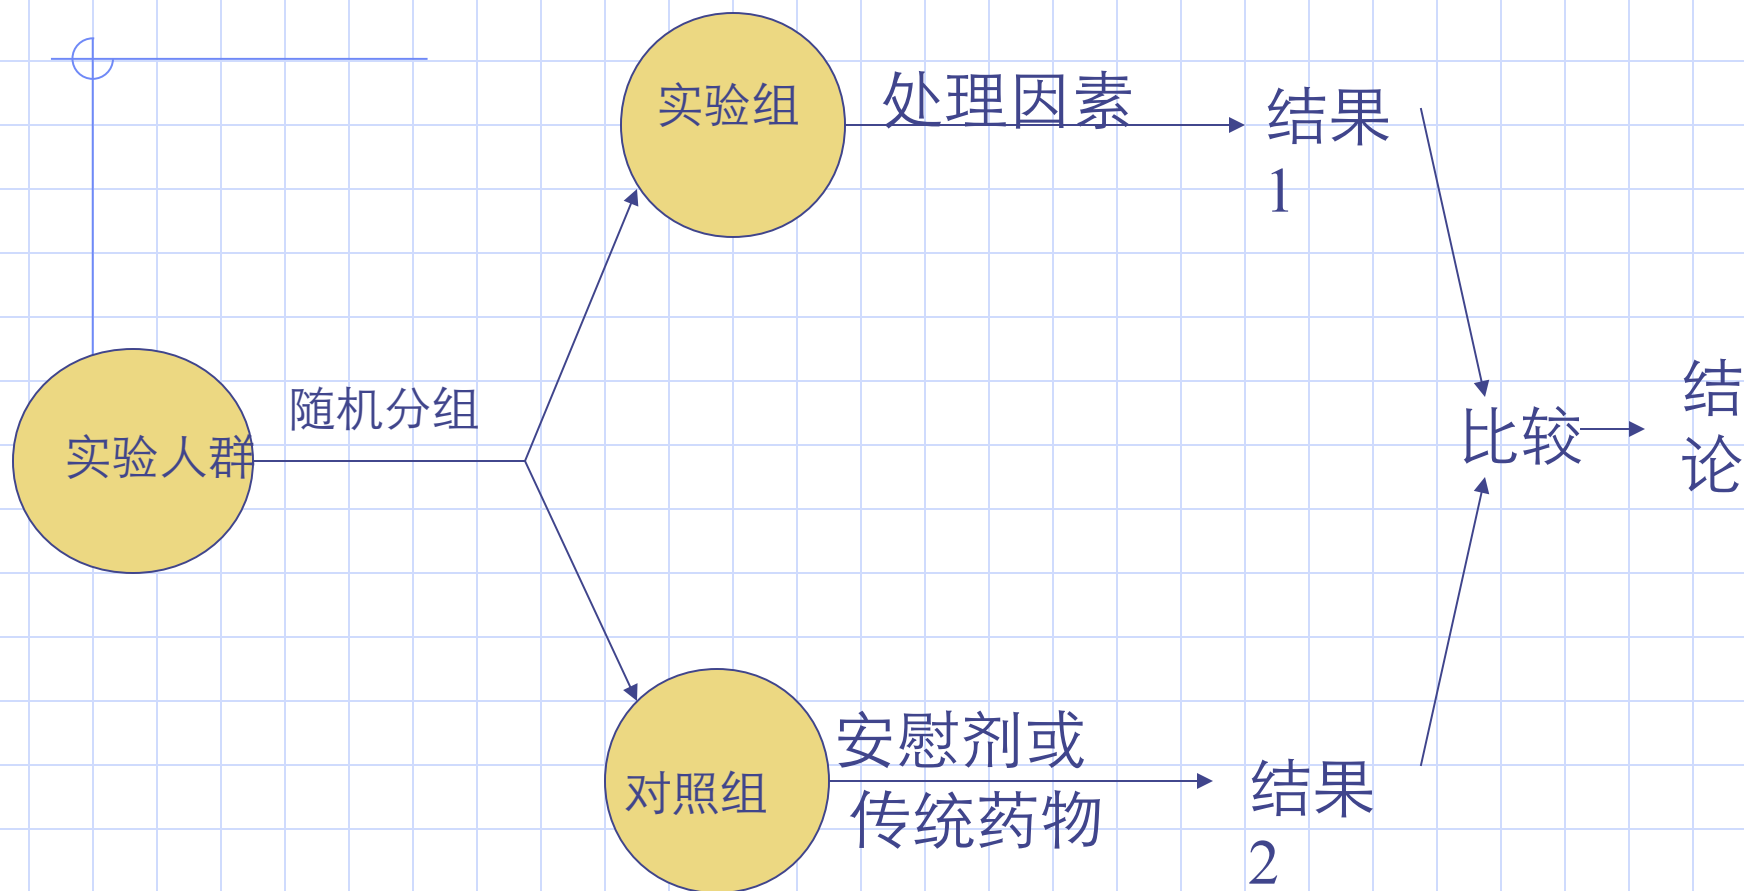 实验组
处理因素
结果
1
随机分组
实验人群
比较
结
论
对照组
安慰剂或
传统药物
结果
2